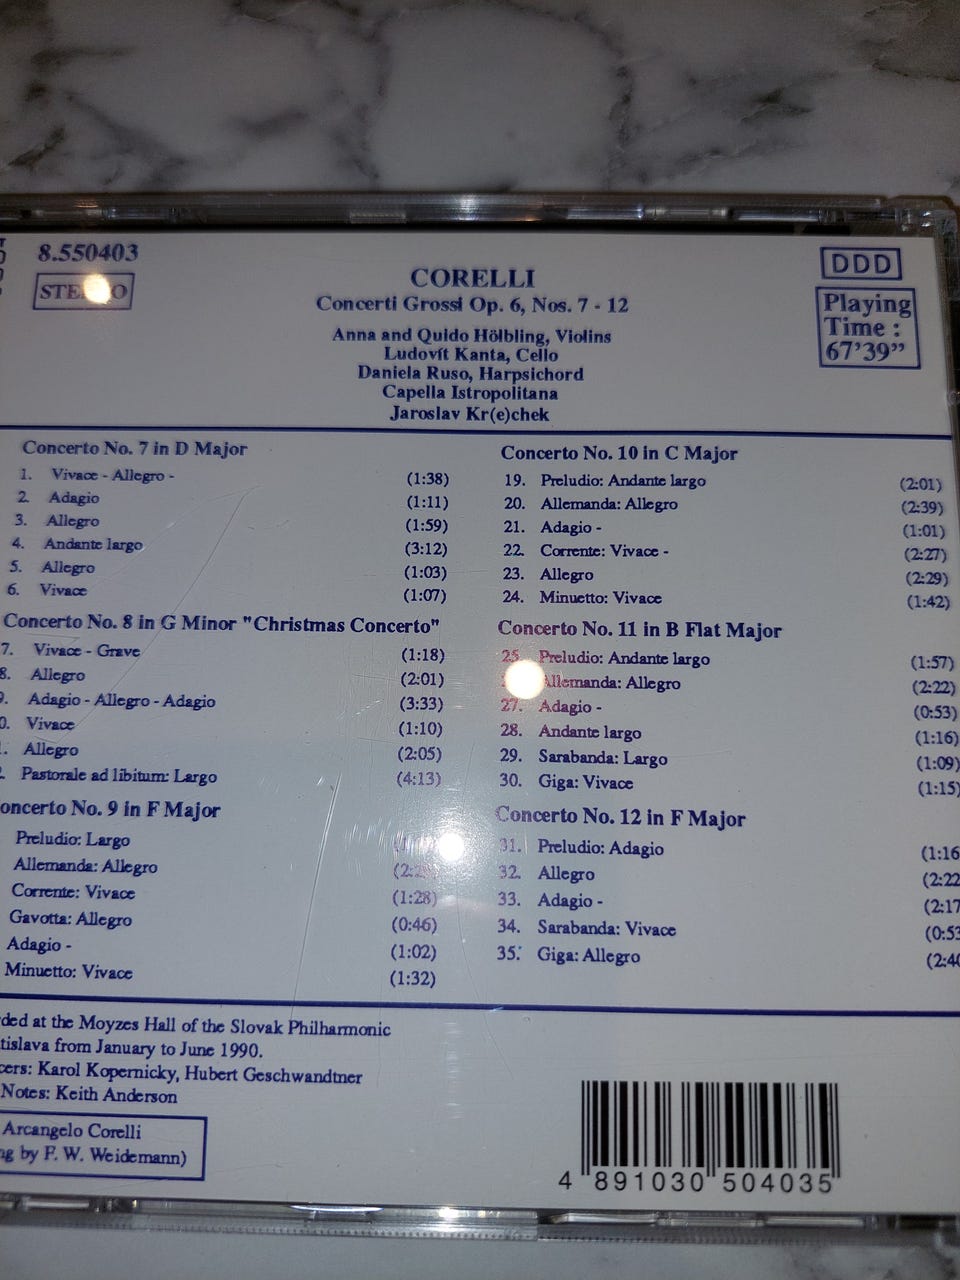 8.550403
STEREO
CORELLI
Concerti Grossi Op. 6, Nos. 7 - 12
Anna and Quido Hölbling, Violins
Ludovít Kanta, Cello
Daniela Ruso, Harpsichord
Capella Istropolitana
Jaroslav Kr(e)chek
DDD
Playing
Time :
67'39"
Concerto No. 7 in D Major
1. Vivace - Allegro - (1:38)
2. Adagio (1:11)
3. Allegro (1:59)
4. Andante largo (3:12)
5. Allegro (1:03)
6. Vivace (1:07)
Concerto No. 8 in G Minor "Christmas Concerto"
7. Vivace - Grave (1:18)
8. Allegro (2:01)
9. Adagio - Allegro - Adagio (3:33)
0. Vivace (1:10)
. Allegro (2:05)
2. Pastorale ad libitum: Largo (4:13)
oncerto No. 9 in F Major
Preludio: Largo
Allemanda: Allegro
Corrente: Vivace (1:28)
Gavotta: Allegro (0:46)
Adagio - (1:02)
Minuetto: Vivace (1:32)
Concerto No. 10 in C Major
19. Preludio: Andante largo (2:01)
20. Allemanda: Allegro (2:39)
21. Adagio - (1:01)
22. Corrente: Vivace - (2:27)
23. Allegro (2:29)
24. Minuetto: Vivace (1:42)
Concerto No. 11 in B Flat Major
25. Preludio: Andante largo (1:57)
Allemanda: Allegro (2:22)
27. Adagio - (0:53)
28. Andante largo (1:16)
29. Sarabanda: Largo (1:09)
30. Giga: Vivace (1:15)
Concerto No. 12 in F Major
31. Preludio: Adagio (1:16
32. Allegro (2:22
33. Adagio - (2:17
34. Sarabanda: Vivace (0:53
35. Giga: Allegro (2:40
ded at the Moyzes Hall of the Slovak Philharmonic
tislava from January to June 1990.
cers: Karol Kopernicky, Hubert Geschwandtner
Notes: Keith Anderson
Arcangelo Corelli
ng by F. W. Weidemann)
4 891030 504035